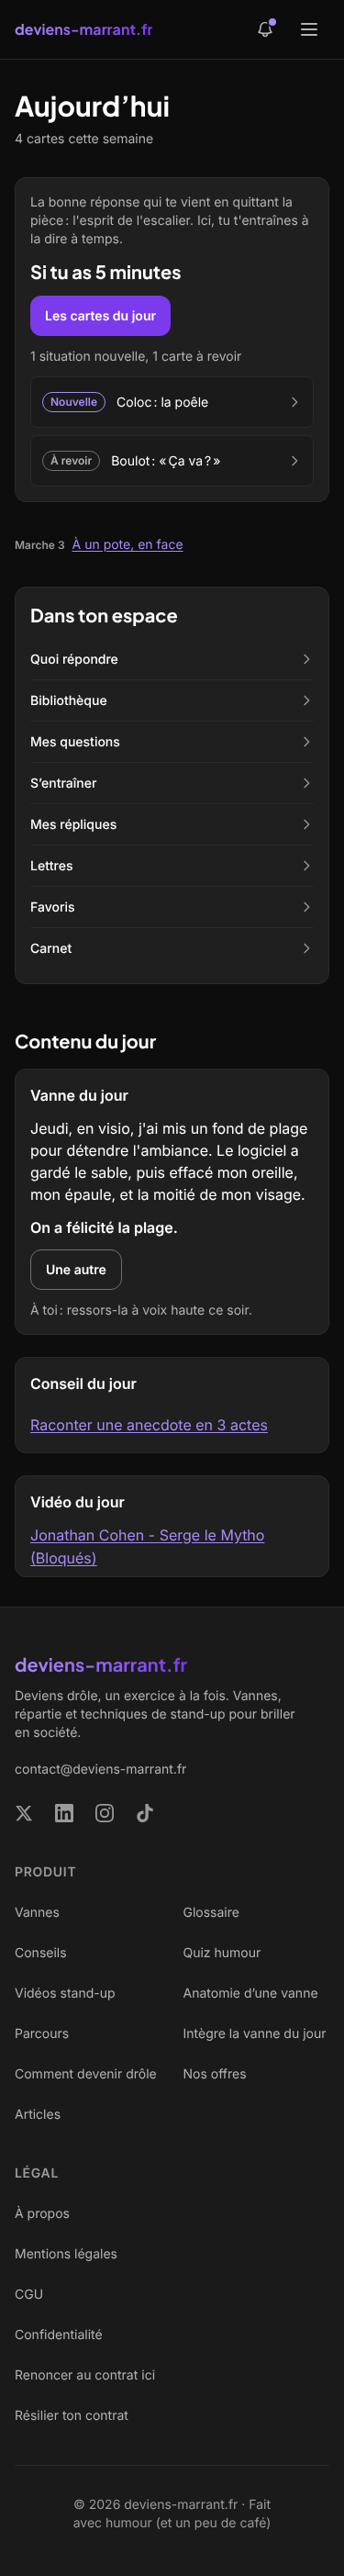 deviens-marrant.fr
Aujourd’hui
4 cartes cette semaine
La bonne réponse qui te vient en quittant la
pièce : l'esprit de l'escalier. Ici, tu t'entraînes à
la dire à temps.
Si tu as 5 minutes
Les cartes du jour
1 situation nouvelle, 1 carte à revoir
Nouvelle Coloc : la poêle
À revoir Boulot : « Ça va ? »
Marche 3 À un pote, en face
Dans ton espace
Quoi répondre
Bibliothèque
Mes questions
S’entraîner
Mes répliques
Lettres
Favoris
Carnet
Contenu du jour
Vanne du jour
Jeudi, en visio, j'ai mis un fond de plage
pour détendre l'ambiance. Le logiciel a
gardé le sable, puis effacé mon oreille,
mon épaule, et la moitié de mon visage.
On a félicité la plage.
Une autre
À toi : ressors-la à voix haute ce soir.
Conseil du jour
Raconter une anecdote en 3 actes
Vidéo du jour
Jonathan Cohen - Serge le Mytho
(Bloqués)
deviens-marrant.fr
Deviens drôle, un exercice à la fois. Vannes,
répartie et techniques de stand-up pour briller
en société.
contact@deviens-marrant.fr
PRODUIT
Vannes Glossaire
Conseils Quiz humour
Vidéos stand-up Anatomie d’une vanne
Parcours Intègre la vanne du jour
Comment devenir drôle Nos offres
Articles
LÉGAL
À propos
Mentions légales
CGU
Confidentialité
Renoncer au contrat ici
Résilier ton contrat
© 2026 deviens-marrant.fr · Fait
avec humour (et un peu de café)